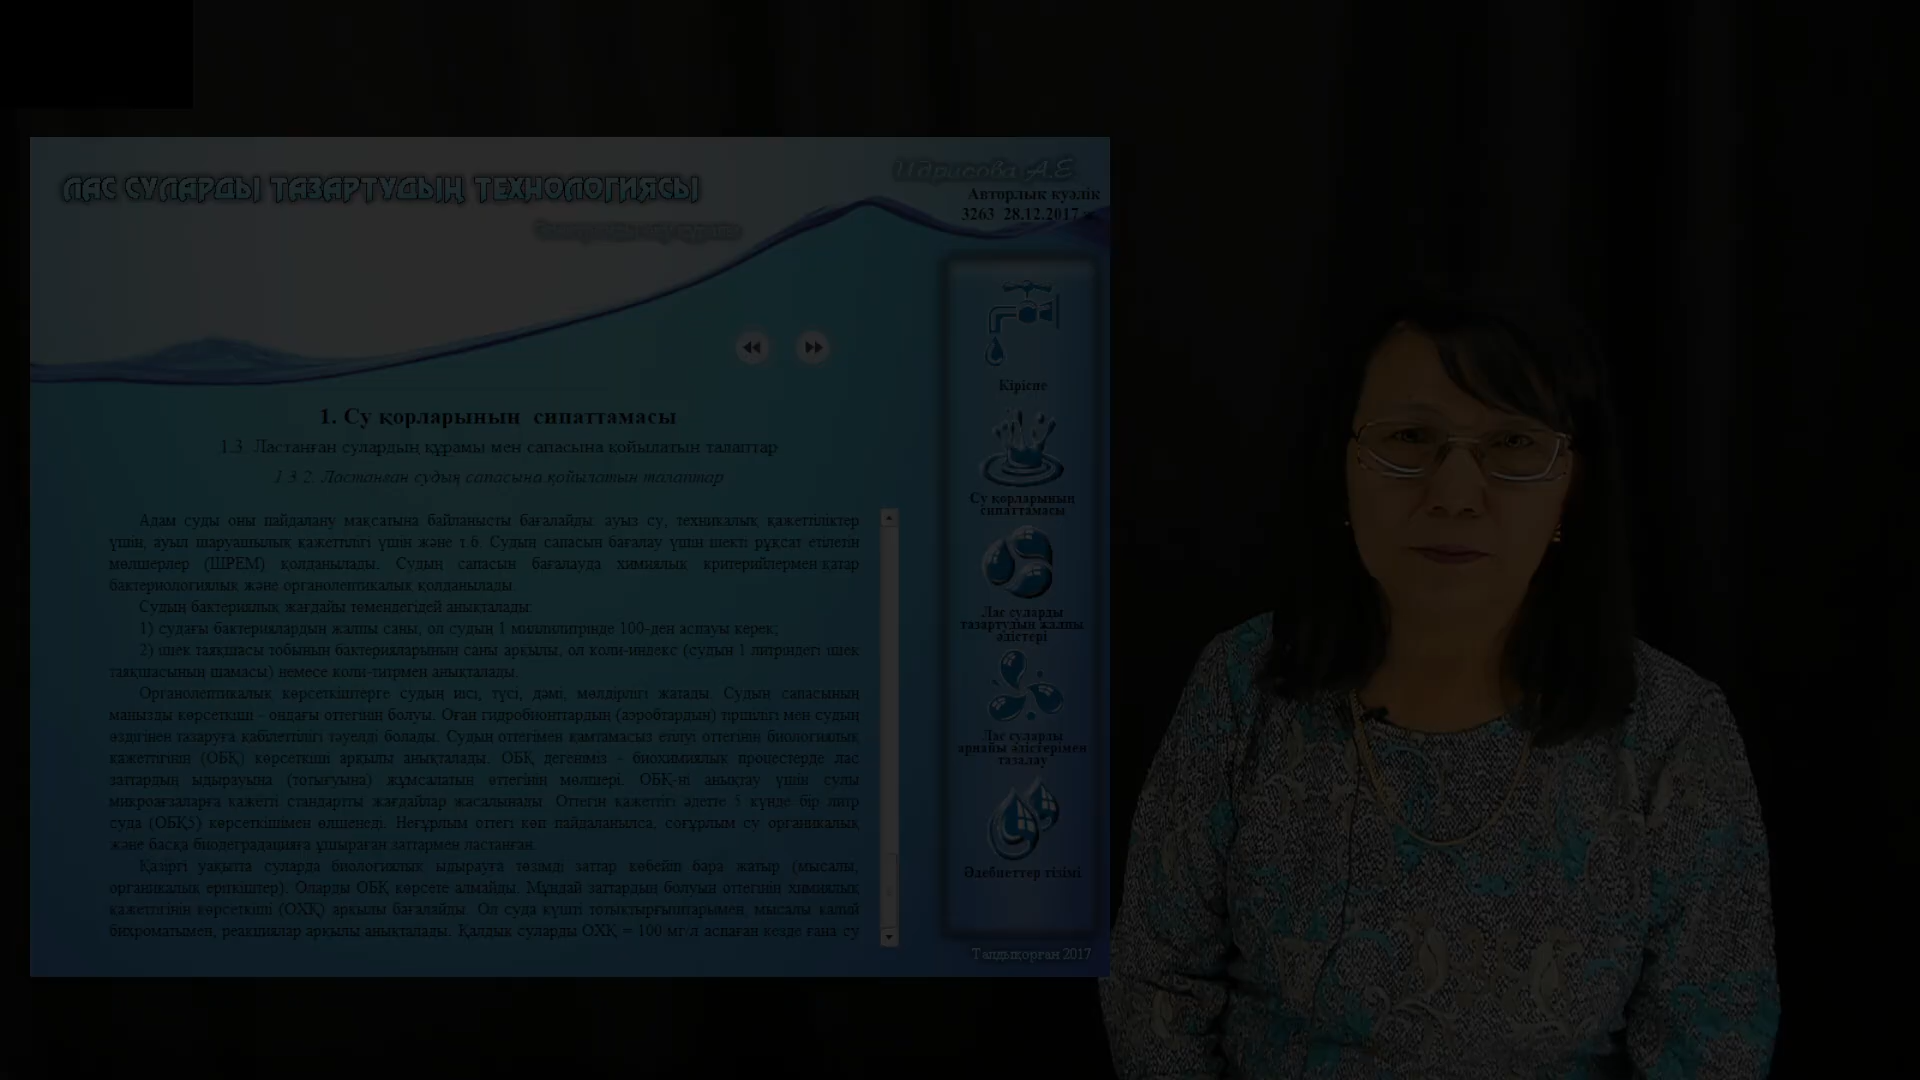 ЛАС СУЛАРДЫ ТАЗАРТУДЫҢ ТЕХНОЛОГИЯСЫ
Идрисова А.Е
Авторлық куәлік
3263 28.12.2017 ж
1. Су қорларының сипаттамасы
1.3. Ластанған сулардың құрамы мен сапасына қойылатын талаптар
1.3.2. Ластанған судың сапасына қойылатын талаптар
Адам суды оны пайдалану мақсатына байланысты бағалайды: ауыз су, техникалық қажеттіліктер
үшін, ауыл шаруашылық қажеттілігі үшін және т.б. Судың сапасын бағалау үшін шекті рұқсат етілетін
мөлшерлер (ШРЕМ) қолданылады. Судың сапасын бағалауда химиялық критерийлермен қатар
бактериологиялық және органолептикалық қолданылады.
Судың бактериялық жағдайы төмендегідей анықталады:
1) судағы бактериялардың жалпы саны, ол судың 1 миллилитрінде 100-ден аспауы керек;
2) ішек таяқшасы тобының бактерияларының саны арқылы, ол коли-индекс (судың 1 литріндегі ішек
таяқшасының шамасы) немесе коли-титрмен анықталады.
Органолептикалық көрсеткіштерге судың иісі, түсі, дәмі, мөлдірлігі жатады. Судың сапасының
маңызды көрсеткіші - ондағы оттегінің болуы. Оған гидробионттардың (аэробтардың) тіршілігі мен судың
өздігінен тазаруға қабілеттілігі тәуелді болады. Судың оттегімен қамтамасыз етілуі оттегінің биологиялық
қажеттігінің (ОБҚ) көрсеткіші арқылы анықталады. ОБҚ дегеніміз - биохимиялық процестерде лас
заттардың ыдырауына (тотығуына) жұмсалатын оттегінің мөлшері. ОБҚ-ні анықтау үшін сулы
микроағзаларға қажетті стандартты жағдайлар жасалынады. Оттегін қажеттігі әдетте 5 күнде бір литр
суда (ОБҚ5) көрсеткішімен өлшенеді. Неғұрлым оттегі көп пайдаланылса, соғұрлым су органикалық
және басқа биодеградацияға ұшыраған заттармен ластанған.
Қазіргі уақытта суларда биологиялық ыдырауға төзімді заттар көбейіп бара жатыр (мысалы,
органикалық еріткіштер). Оларды ОБҚ көрсете алмайды. Мұндай заттардың болуын оттегінің химиялық
қажеттігінің көрсеткіші (ОХҚ) арқылы бағалайды. Ол суда күшті тотықтырғыштарымен, мысалы калий
бихроматымен, реакциялар арқылы анықталады. Қалдық суларды ОХҚ = 100 мг/л аспаған кезде ғана су
Кіріспе
Су қорларының
сипаттамасы
Лас суларды
тазартудың жалпы
әдістері
Лас суларды
арнайы әдістерімен
тазалау
Әдебиеттер тізімі
Талдықорған 2017